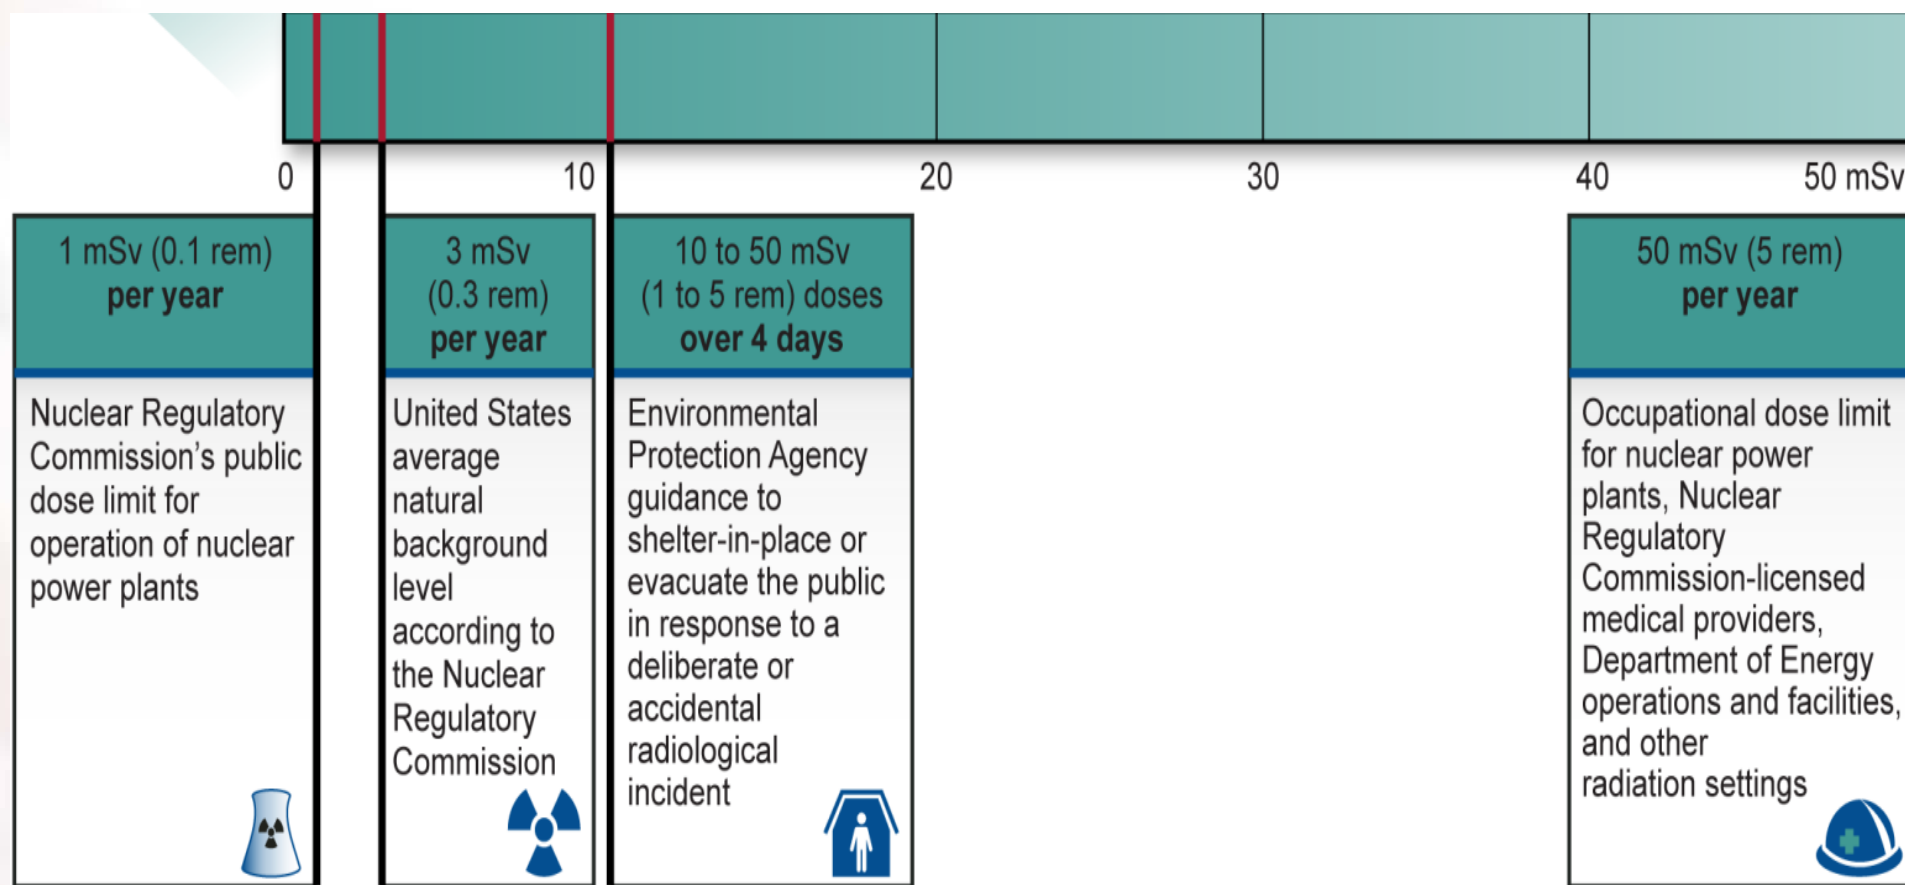 0
10
20
30
40
50 mSv
1 mSv (0.1 rem)
per year
Nuclear Regulatory
Commission’s public
dose limit for
operation of nuclear
power plants
3 mSv
(0.3 rem)
per year
United States
average
natural
background
level
according to
the Nuclear
Regulatory
Commission
10 to 50 mSv
(1 to 5 rem) doses
over 4 days
Environmental
Protection Agency
guidance to
shelter-in-place or
evacuate the public
in response to a
deliberate or
accidental
radiological
incident
50 mSv (5 rem)
per year
Occupational dose limit
for nuclear power
plants, Nuclear
Regulatory
Commission-licensed
medical providers,
Department of Energy
operations and facilities,
and other
radiation settings